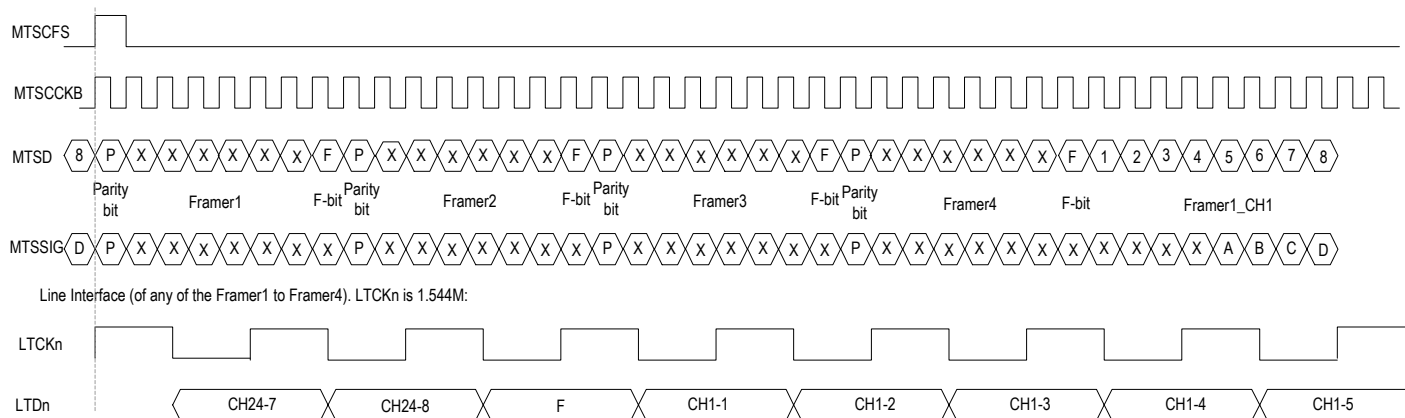 MTSCFS
MTSCCKB
MTSD 8 P X X X X X X F P X X X X X X F P X X X X X X F P X X X X X X F 1 2 3 4 5 6 7 8
Parity bit Framer1 F-bit Parity bit Framer2 F-bit Parity bit Framer3 F-bit Parity bit Framer4 F-bit Framer1_CH1
MTSSIG D P X X X X X X X P X X X X X X X P X X X X X X X P X X X X X X X X X X X A B C D
Line Interface (of any of the Framer1 to Framer4). LTCKn is 1.544M:
LTCKn
LTDn CH24-7 CH24-8 F CH1-1 CH1-2 CH1-3 CH1-4 CH1-5